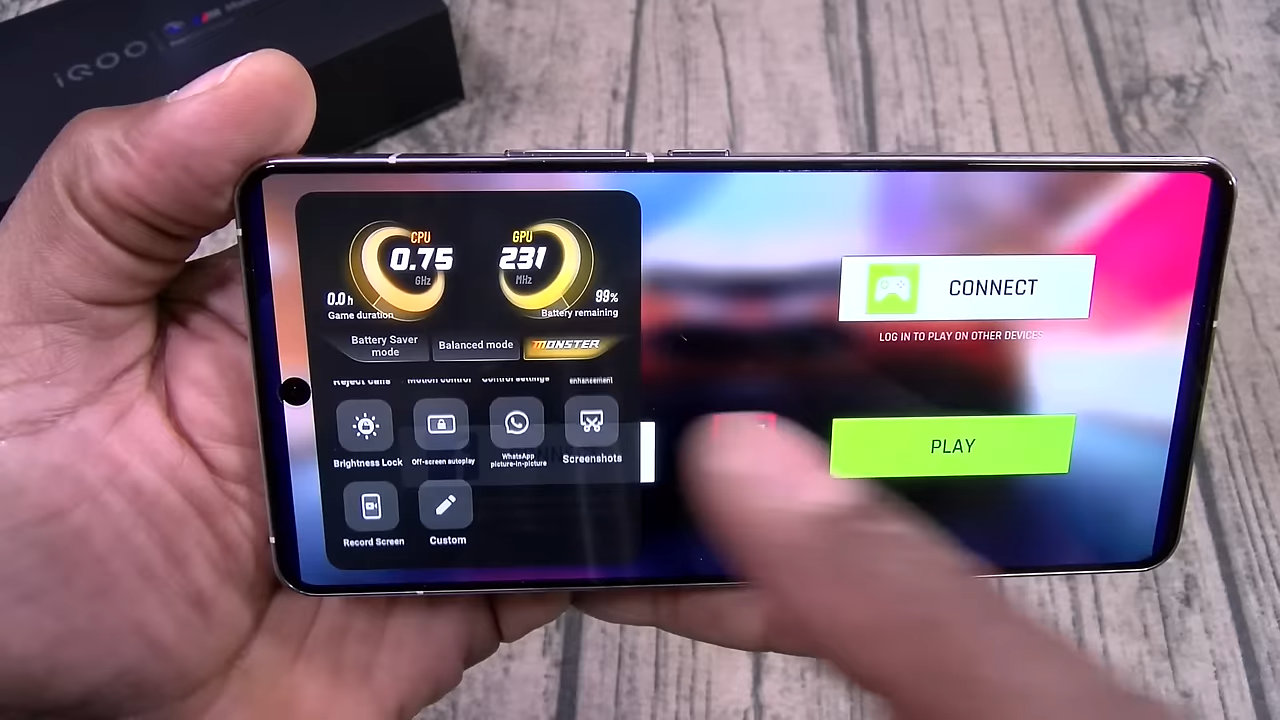 iQOO
CPU
0.75
GHz
GPU
231
MHz
0.0 h
Game duration
99%
Battery remaining
Battery Saver
mode
Balanced mode
MONSTER
Reject calls
Motion control
Control settings
enhancement
Brightness Lock
Off-screen autoplay
WhatsApp
picture-in-picture
Screenshots
Record Screen
Custom
CONNECT
LOG IN TO PLAY ON OTHER DEVICES
PLAY